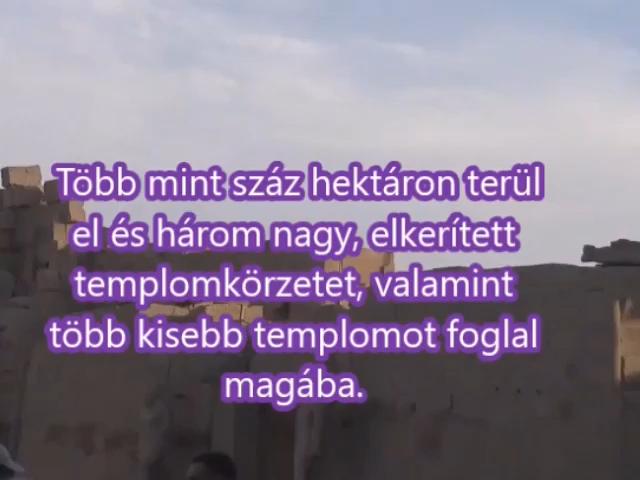 Több mint száz hektáron terül
el és három nagy, elkerített
templomkörzetet, valamint
több kisebb templomot foglal
magába.